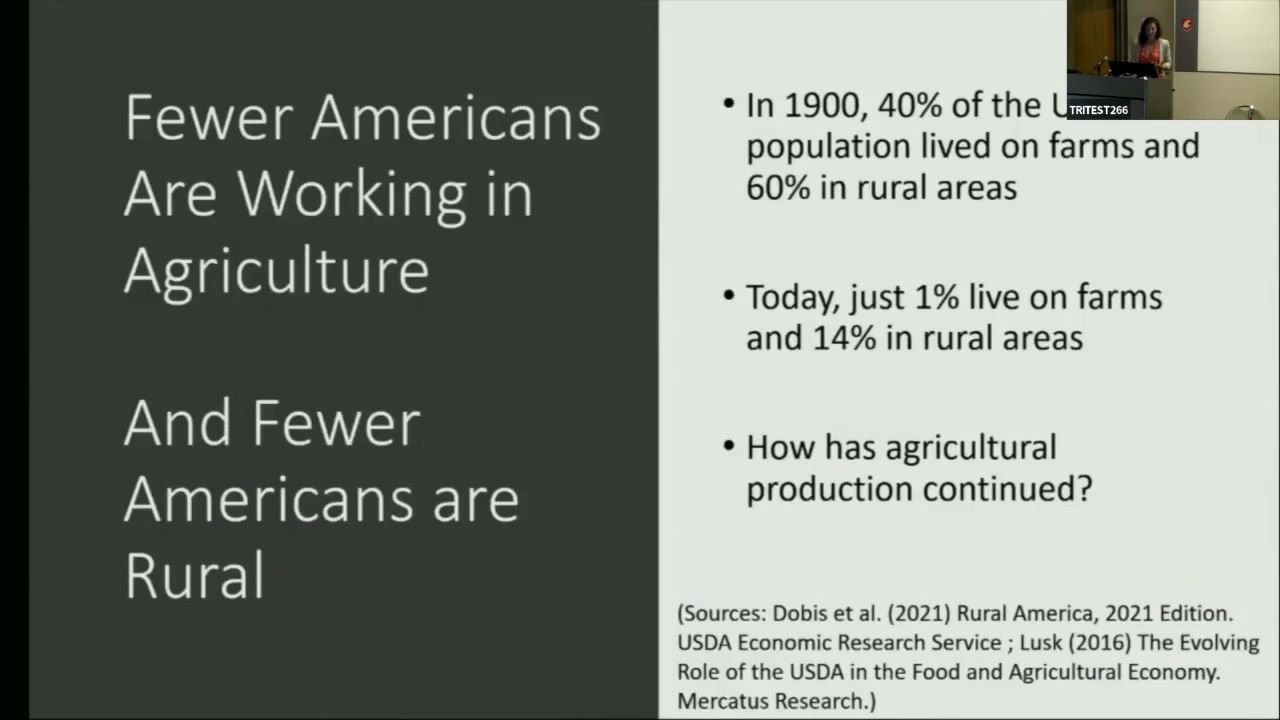 Fewer Americans
Are Working in
Agriculture
And Fewer
Americans are
Rural
• In 1900, 40% of the U
population lived on farms and
60% in rural areas
• Today, just 1% live on farms
and 14% in rural areas
• How has agricultural
production continued?
(Sources: Dobis et al. (2021) Rural America, 2021 Edition.
USDA Economic Research Service ; Lusk (2016) The Evolving
Role of the USDA in the Food and Agricultural Economy.
Mercatus Research.)
TRITEST266